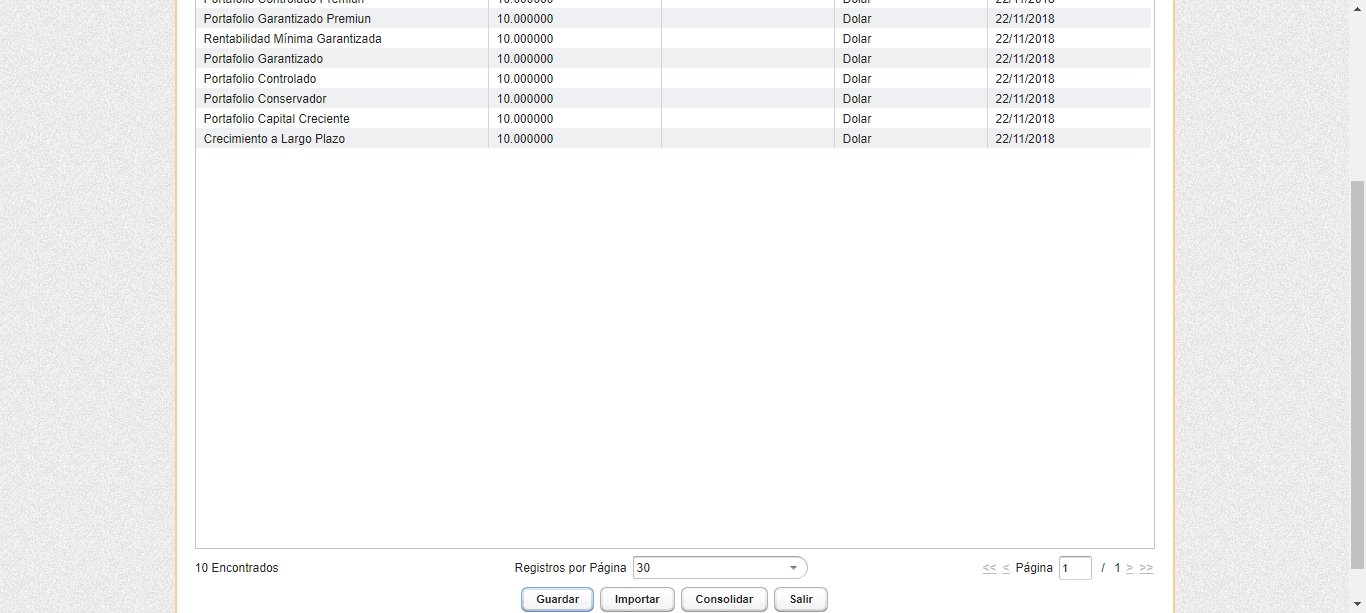 Portafolio Controlado Premiun 10.000000 Dolar 22/11/2018
Portafolio Garantizado Premiun 10.000000 Dolar 22/11/2018
Rentabilidad Mínima Garantizada 10.000000 Dolar 22/11/2018
Portafolio Garantizado 10.000000 Dolar 22/11/2018
Portafolio Controlado 10.000000 Dolar 22/11/2018
Portafolio Conservador 10.000000 Dolar 22/11/2018
Portafolio Capital Creciente 10.000000 Dolar 22/11/2018
Crecimiento a Largo Plazo 10.000000 Dolar 22/11/2018
10 Encontrados Registros por Página 30 << < Página 1 / 1 > >>
Guardar Importar Consolidar Salir